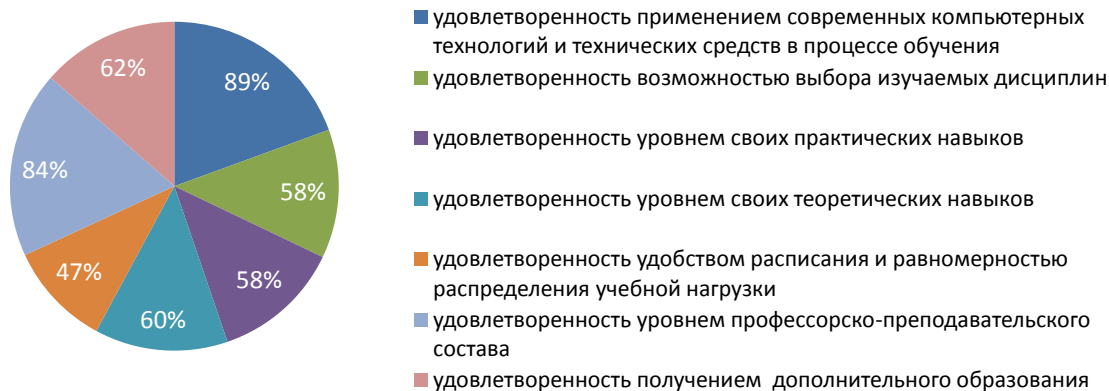 89%
58%
58%
60%
47%
84%
62%
удовлетворенность применением современных компьютерных
технологий и технических средств в процессе обучения
удовлетворенность возможностью выбора изучаемых дисциплин
удовлетворенность уровнем своих практических навыков
удовлетворенность уровнем своих теоретических навыков
удовлетворенность удобством расписания и равномерностью
распределения учебной нагрузки
удовлетворенность уровнем профессорско-преподавательского
состава
удовлетворенность получением  дополнительного образования